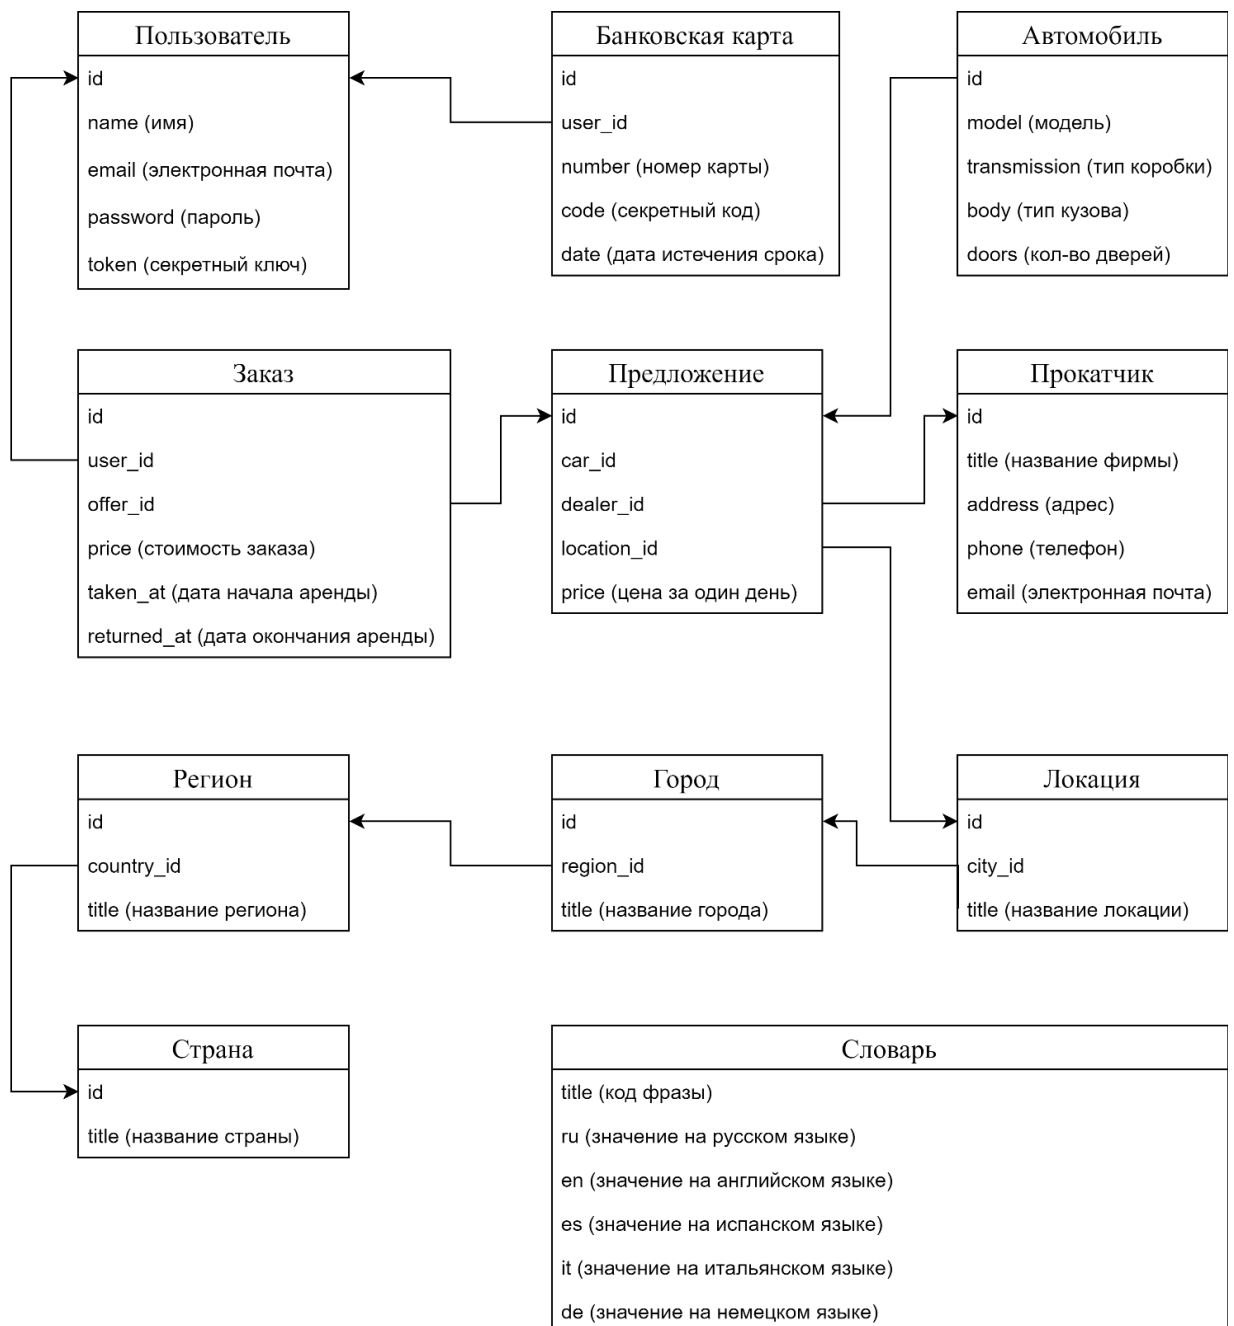 Пользователь
id
name (имя)
email (электронная почта)
password (пароль)
token (секретный ключ)
Банковская карта
id
user_id
number (номер карты)
code (секретный код)
date (дата истечения срока)
Автомобиль
id
model (модель)
transmission (тип коробки)
body (тип кузова)
doors (кол-во дверей)
Заказ
id
user_id
offer_id
price (стоимость заказа)
taken_at (дата начала аренды)
returned_at (дата окончания аренды)
Предложение
id
car_id
dealer_id
location_id
price (цена за один день)
Прокатчик
id
title (название фирмы)
address (адрес)
phone (телефон)
email (электронная почта)
Регион
id
country_id
title (название региона)
Город
id
region_id
title (название города)
Локация
id
city_id
title (название локации)
Страна
id
title (название страны)
Словарь
title (код фразы)
ru (значение на русском языке)
en (значение на английском языке)
es (значение на испанском языке)
it (значение на итальянском языке)
de (значение на немецком языке)